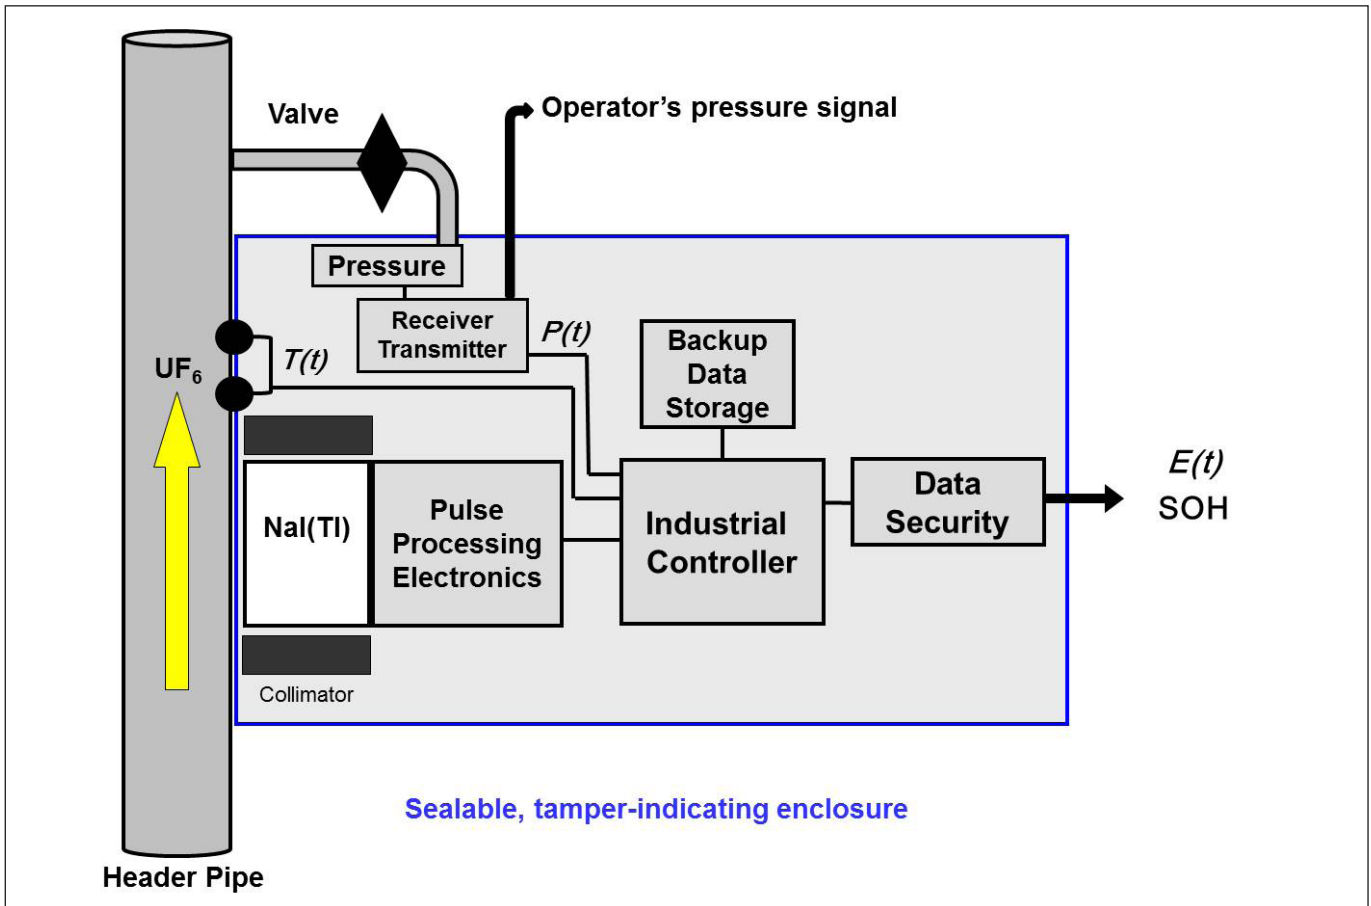 Valve
Operator’s pressure signal
Pressure
Receiver
Transmitter
P(t)
Backup
Data
Storage
UF₆
T(t)
NaI(Tl)
Pulse
Processing
Electronics
Industrial
Controller
Data
Security
E(t)
SOH
Collimator
Sealable, tamper-indicating enclosure
Header Pipe